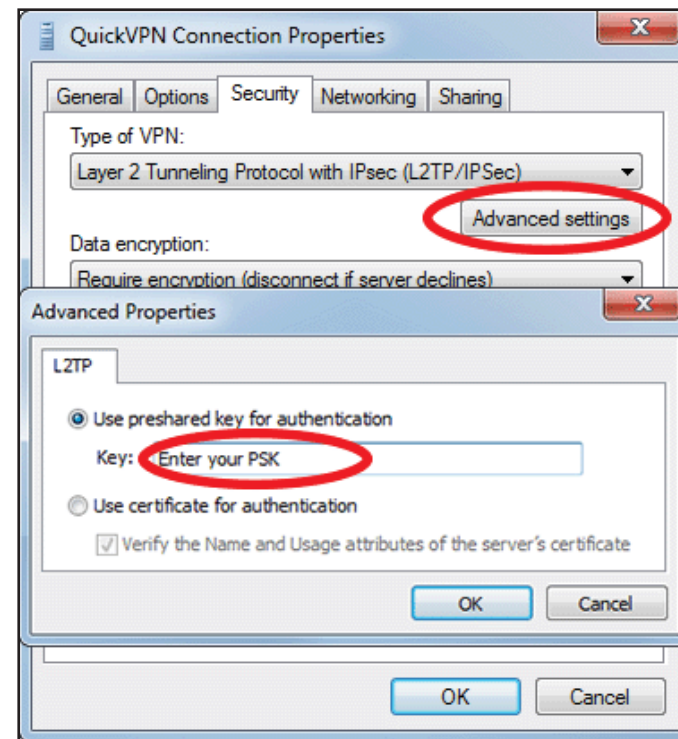 QuickVPN Connection Properties
General Options Security Networking Sharing
Type of VPN:
Layer 2 Tunneling Protocol with IPsec (L2TP/IPSec)
Advanced settings
Data encryption:
Require encryption (disconnect if server declines)
Advanced Properties
L2TP
Use preshared key for authentication
Key: Enter your PSK
Use certificate for authentication
Verify the Name and Usage attributes of the server's certificate
OK Cancel
OK Cancel